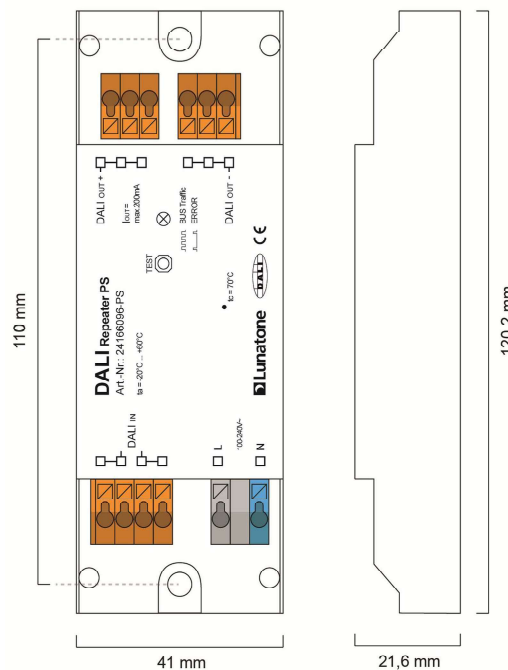 DALI OUT +
IOUT =
max.200mA
BUS Traffic
ERROR
DALI OUT -
TEST
DALI Repeater PS
Art.-Nr.: 24166096-PS
ta = -20°C ... +60°C
tc = 70°C
Lunatone
DALI
CE
DALI IN
L
100-240V~
N
110 mm
120,2 mm
41 mm
21,6 mm